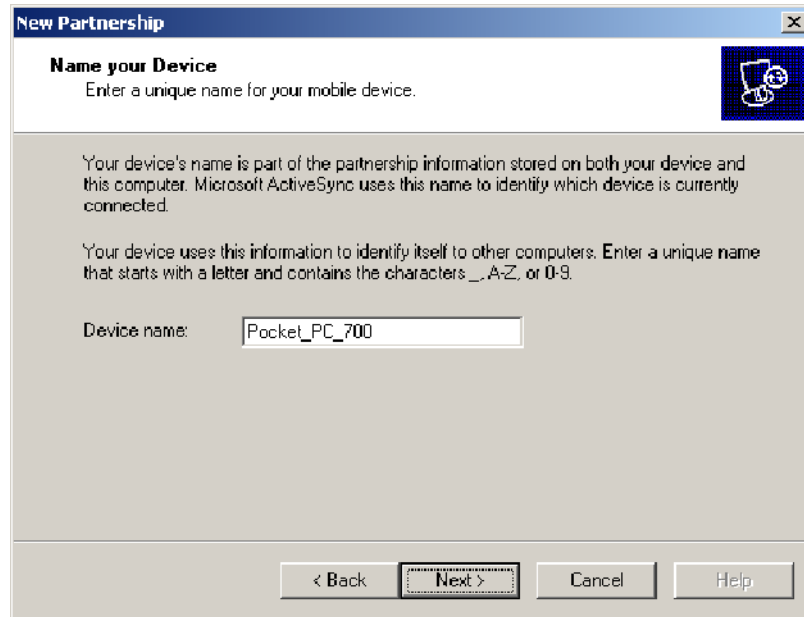 New Partnership
Name your Device
Enter a unique name for your mobile device.
Your device's name is part of the partnership information stored on both your device and
this computer. Microsoft ActiveSync uses this name to identify which device is currently
connected.
Your device uses this information to identify itself to other computers. Enter a unique name
that starts with a letter and contains the characters _, A-Z, or 0-9.
Device name: Pocket_PC_700
< Back Next > Cancel Help